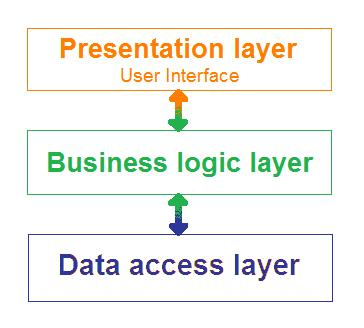 Presentation layer
User Interface
Business logic layer
Data access layer